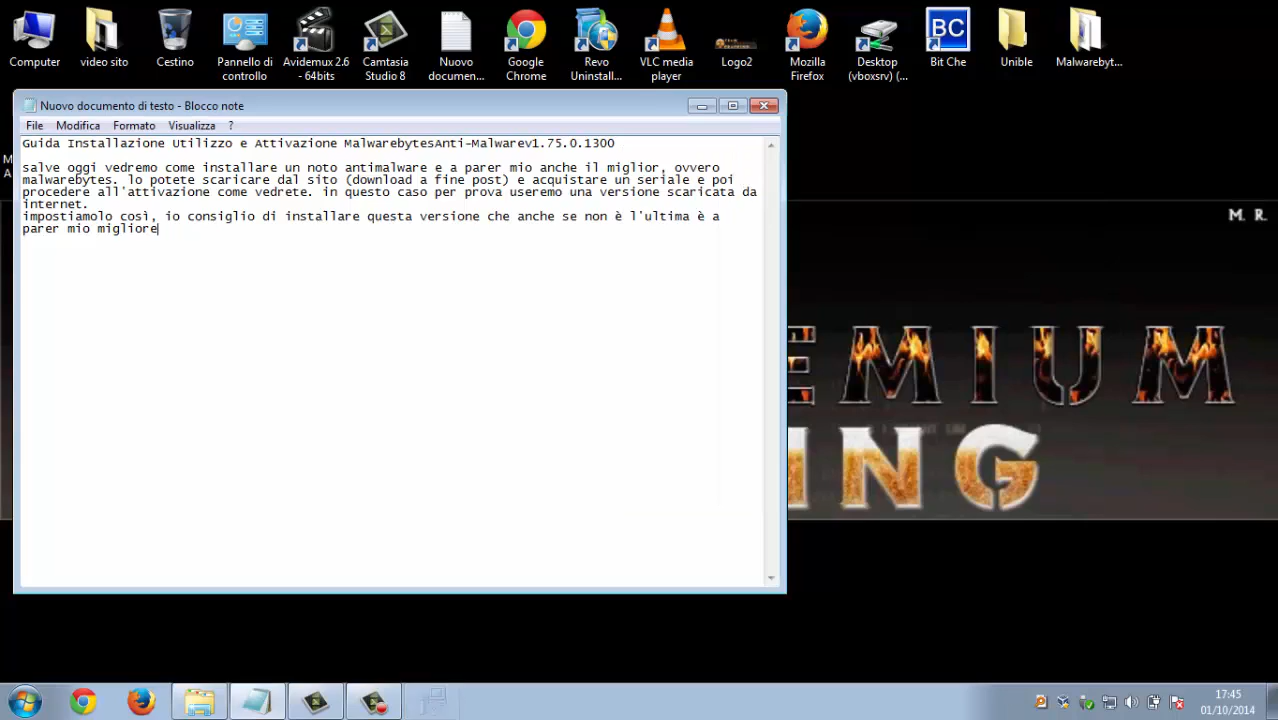 Computer
video sito
Cestino
Pannello di
controllo
Avidemux 2.6
- 64bits
Camtasia
Studio 8
Nuovo
documen...
Google
Chrome
Revo
Uninstall...
VLC media
player
Logo2
Mozilla
Firefox
Desktop
(vboxsrv) (...
BC
Bit Che
Unible
Malwarebyt...
Nuovo documento di testo - Blocco note
File Modifica Formato Visualizza ?
Guida Installazione Utilizzo e Attivazione MalwarebytesAnti-Malwarev1.75.0.1300
salve oggi vedremo come installare un noto antimalware e a parer mio anche il miglior, ovvero
malwarebytes. lo potete scaricare dal sito (download a fine post) e acquistare un seriale e poi
procedere all'attivazione come vedrete. in questo caso per prova useremo una versione scaricata da
internet.
impostiamolo così, io consiglio di installare questa versione che anche se non è l'ultima è a
parer mio migliore
M
A
M. R.
EMIUM
ING
17:45
01/10/2014